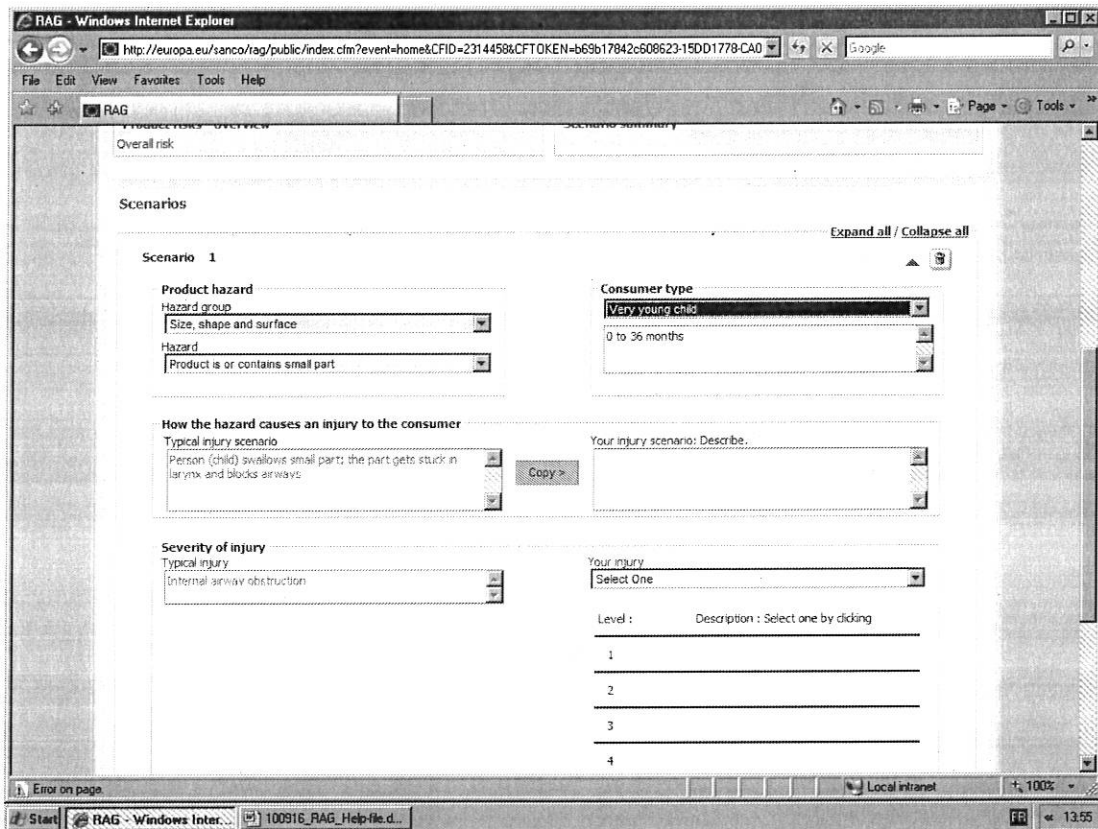 RAG - Windows Internet Explorer
http://europa.eu/sanco/rag/public/index.cfm?event=home&CFID=2314458&CFTOKEN=b69b17842c608623-15DD1778-CA0
Google
File Edit View Favorites Tools Help
RAG
Page Tools
Product risks - Overview
Scenario summary
Overall risk
Scenarios
Expand all / Collapse all
Scenario 1
Product hazard
Consumer type
Hazard group
Very young child
Size, shape and surface
0 to 36 months
Hazard
Product is or contains small part
How the hazard causes an injury to the consumer
Typical injury scenario
Your injury scenario: Describe.
Person (child) swallows small part; the part gets stuck in
larynx and blocks airways
Copy >
Severity of injury
Typical injury
Your injury
Internal airway obstruction
Select One
Level : Description : Select one by clicking
1
2
3
4
Error on page.
Local intranet
100%
Start
RAG - Windows Inter...
100916_RAG_Help-file.d...
FR
«
13:55